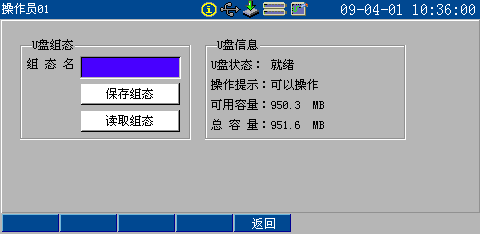 操作员01 09-04-01 10:36:00
U盘组态
组 态 名
保存组态
读取组态
U盘信息
U盘状态： 就绪
操作提示：可以操作
可用容量：950.3 MB
总 容 量：951.6 MB
返回